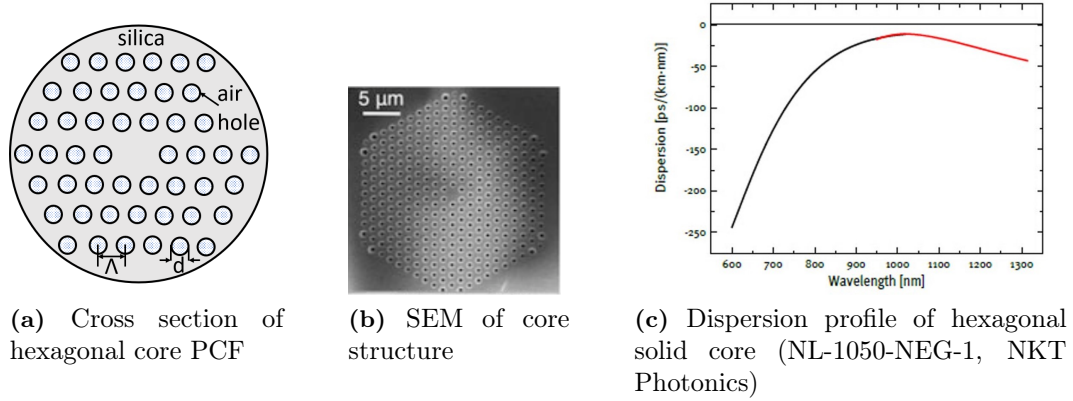 silica
air
hole
Λ
d
5 µm
Dispersion [ps/(km·nm)]
0
-50
-100
-150
-200
-250
600 700 800 900 1000 1100 1200 1300
Wavelength [nm]
(a) Cross section of
hexagonal core PCF
(b) SEM of core
structure
(c) Dispersion profile of hexagonal
solid core (NL-1050-NEG-1, NKT
Photonics)